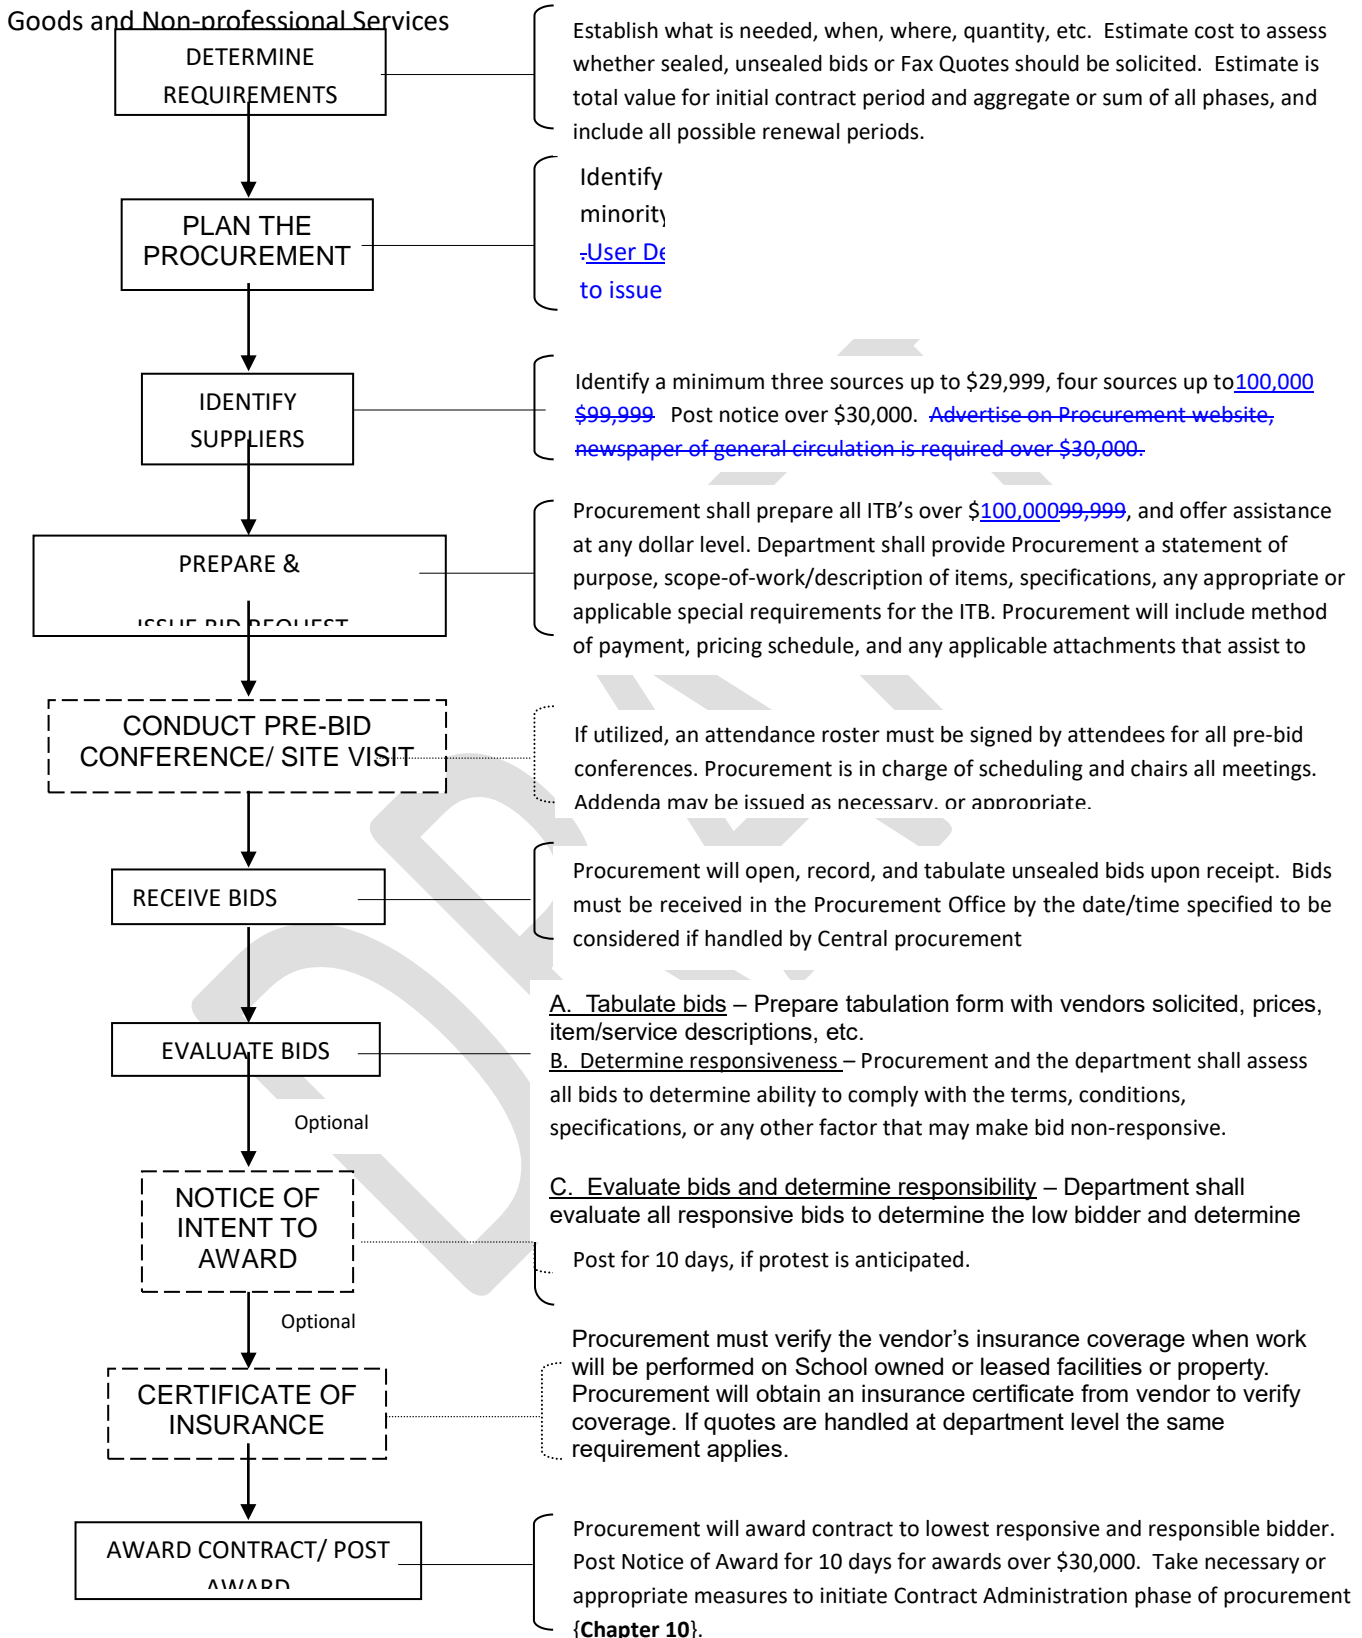 Goods and Non-professional Services
DETERMINE
REQUIREMENTS
Establish what is needed, when, where, quantity, etc. Estimate cost to assess
whether sealed, unsealed bids or Fax Quotes should be solicited. Estimate is
total value for initial contract period and aggregate or sum of all phases, and
include all possible renewal periods.
PLAN THE
PROCUREMENT
Identify
minority
.User De
to issue
IDENTIFY
SUPPLIERS
Identify a minimum three sources up to $29,999, four sources up to100,000
$99,999 Post notice over $30,000. Advertise on Procurement website,
newspaper of general circulation is required over $30,000.
PREPARE &
ISSUE BID REQUEST
Procurement shall prepare all ITB's over $100,00099,999, and offer assistance
at any dollar level. Department shall provide Procurement a statement of
purpose, scope-of-work/description of items, specifications, any appropriate or
applicable special requirements for the ITB. Procurement will include method
of payment, pricing schedule, and any applicable attachments that assist to
CONDUCT PRE-BID
CONFERENCE/ SITE VISIT
If utilized, an attendance roster must be signed by attendees for all pre-bid
conferences. Procurement is in charge of scheduling and chairs all meetings.
Addenda may be issued as necessary, or appropriate.
RECEIVE BIDS
Procurement will open, record, and tabulate unsealed bids upon receipt. Bids
must be received in the Procurement Office by the date/time specified to be
considered if handled by Central procurement
EVALUATE BIDS
A. Tabulate bids – Prepare tabulation form with vendors solicited, prices,
item/service descriptions, etc.
B. Determine responsiveness – Procurement and the department shall assess
all bids to determine ability to comply with the terms, conditions,
specifications, or any other factor that may make bid non-responsive.
C. Evaluate bids and determine responsibility – Department shall
evaluate all responsive bids to determine the low bidder and determine
Optional
NOTICE OF
INTENT TO
AWARD
Post for 10 days, if protest is anticipated.
Optional
CERTIFICATE OF
INSURANCE
Procurement must verify the vendor's insurance coverage when work
will be performed on School owned or leased facilities or property.
Procurement will obtain an insurance certificate from vendor to verify
coverage. If quotes are handled at department level the same
requirement applies.
AWARD CONTRACT/ POST
AWARD
Procurement will award contract to lowest responsive and responsible bidder.
Post Notice of Award for 10 days for awards over $30,000. Take necessary or
appropriate measures to initiate Contract Administration phase of procurement
{Chapter 10}.